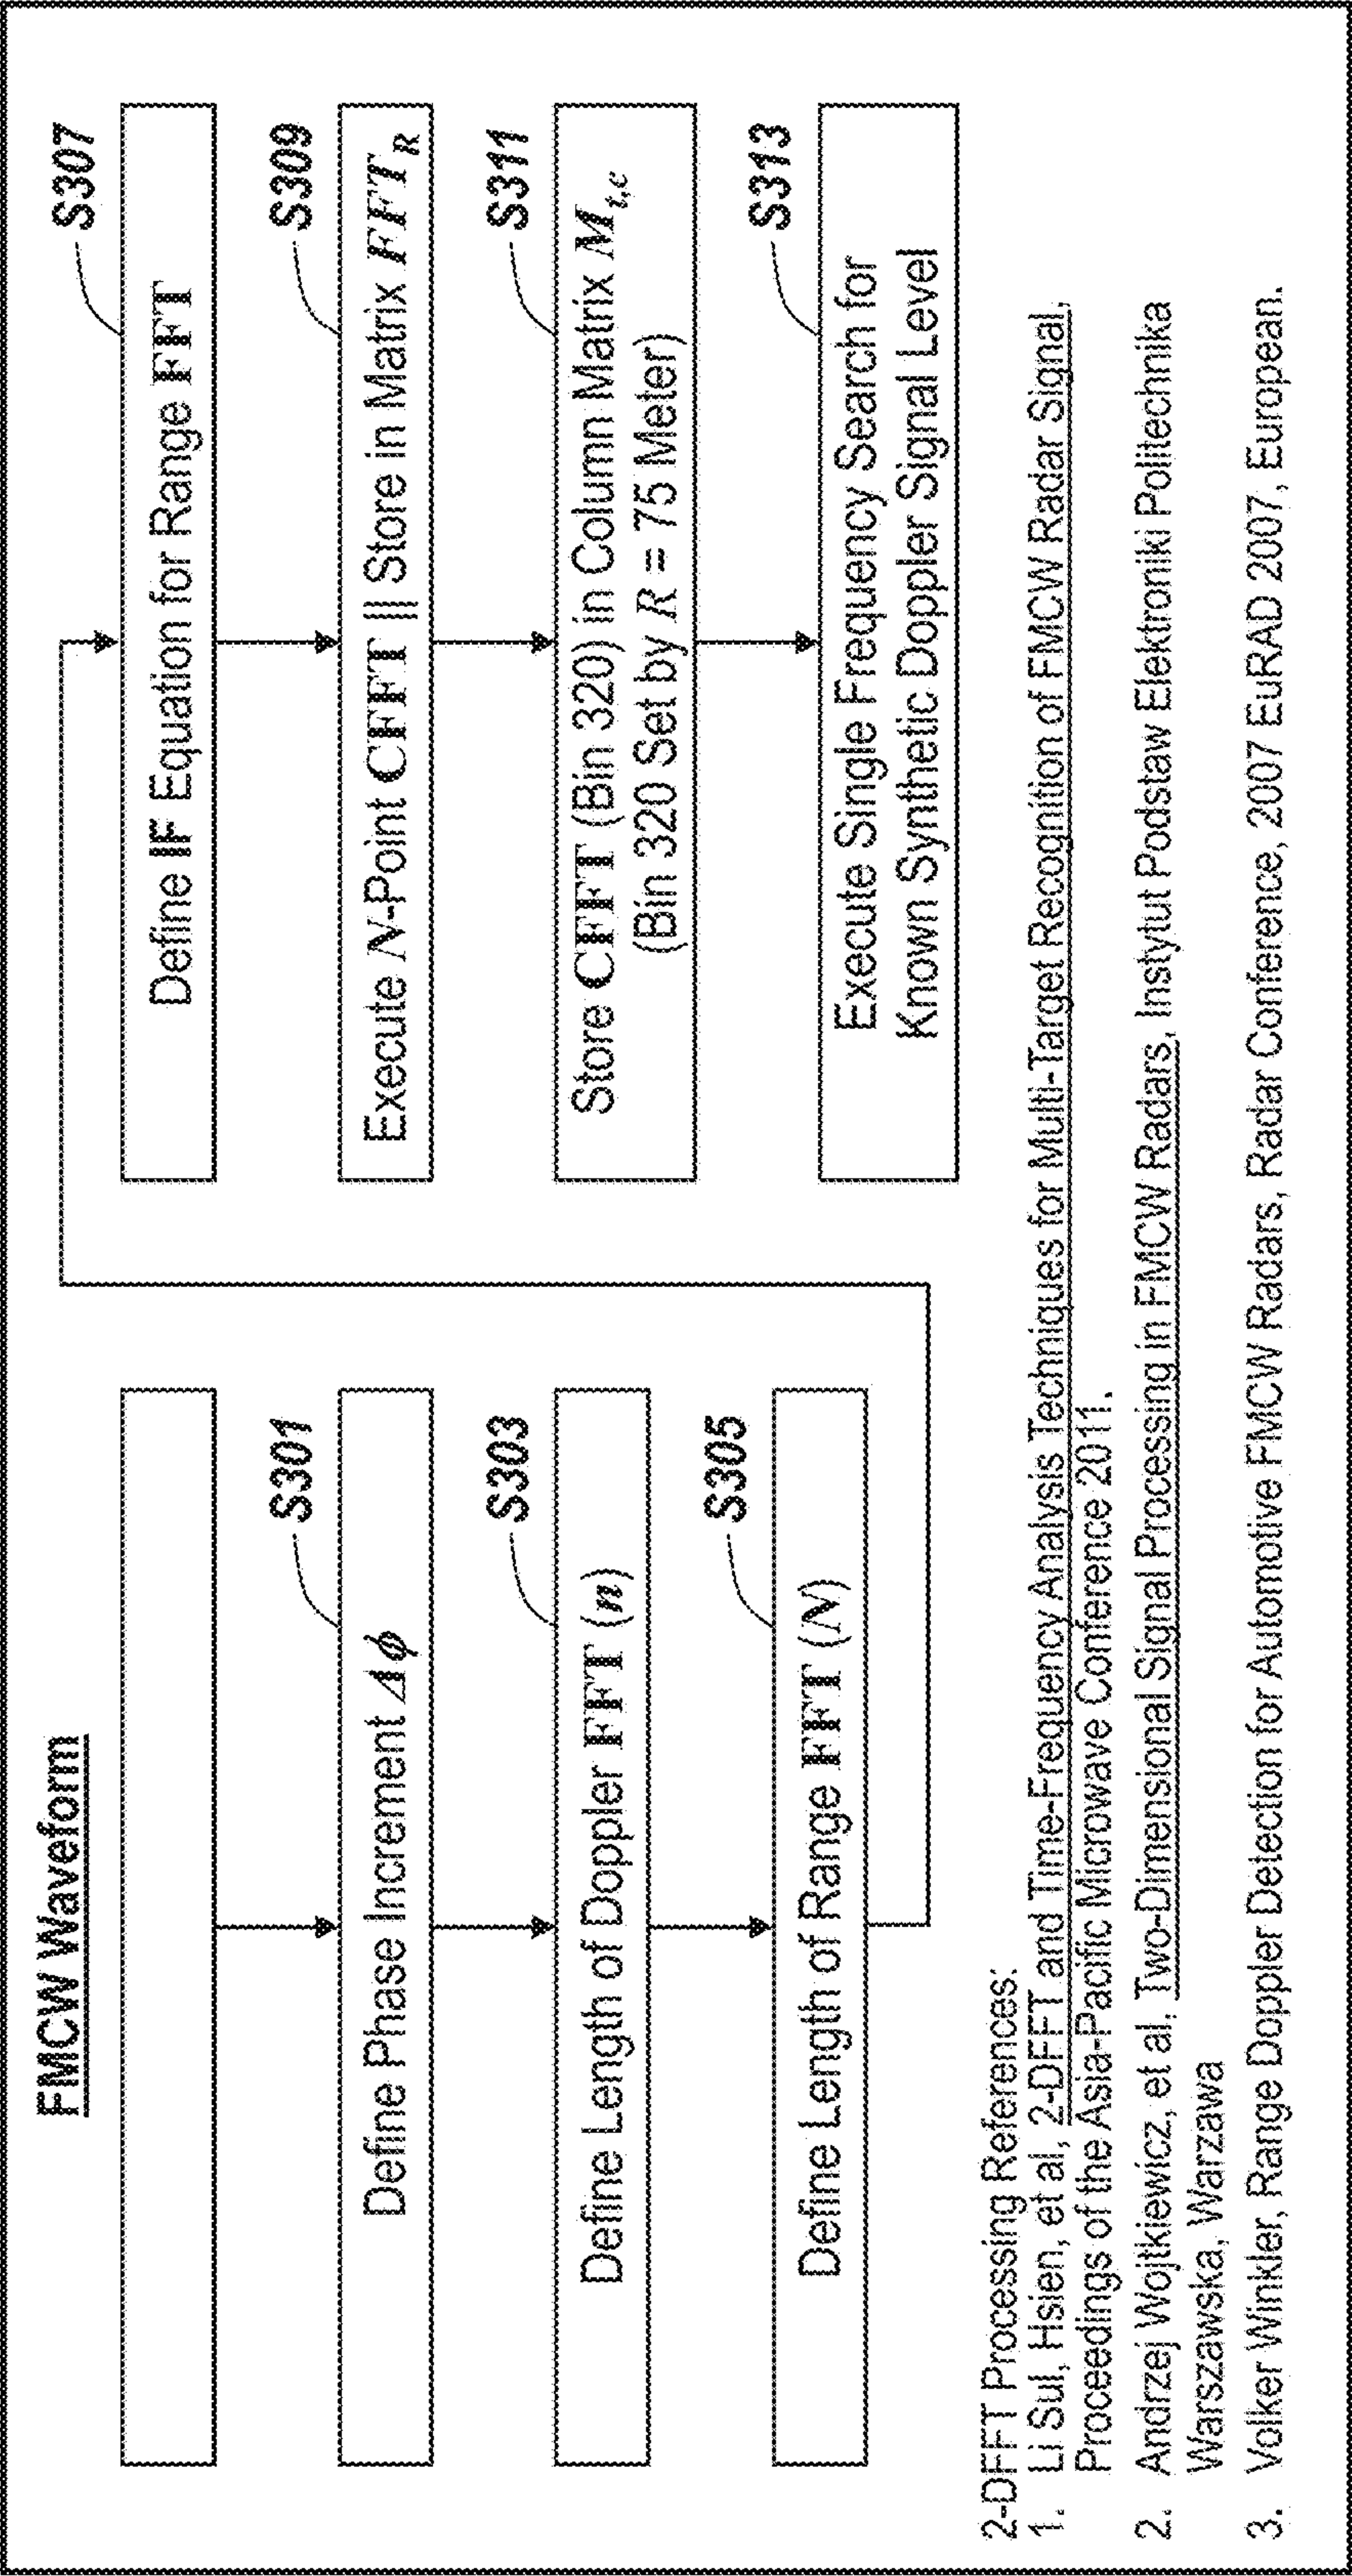 FMCW Waveform
S301
Define Phase Increment Δϕ
S303
Define Length of Doppler FFT (n)
S305
Define Length of Range FFT (N)
S307
Define IF Equation for Range FFT
S309
Execute N-Point CFFT || Store in Matrix FFT_R
S311
Store CFFT (Bin 320) in Column Matrix M_t,c
(Bin 320 Set by R = 75 Meter)
S313
Execute Single Frequency Search for
Known Synthetic Doppler Signal Level
2-DFFT Processing References:
1. Li Sul, Hsien, et al, 2-DFFT and Time-Frequency Analysis Techniques for Multi-Target Recognition of FMCW Radar Signal,
Proceedings of the Asia-Pacific Microwave Conference 2011.
2. Andrzej Wojtkiewicz, et al, Two-Dimensional Signal Processing in FMCW Radars, Instytut Podstaw Elektroniki Politechnika
Warszawska, Warzawa
3. Volker Winkler, Range Doppler Detection for Automotive FMCW Radars, Radar Conference, 2007 EuRAD 2007, European.